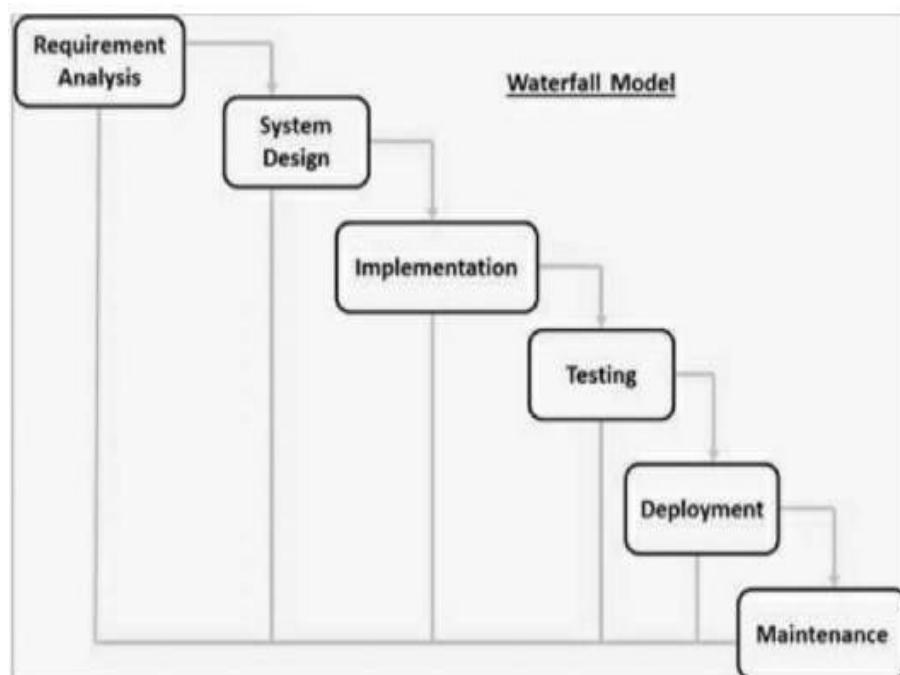 Requirement
Analysis
Waterfall Model
System
Design
Implementation
Testing
Deployment
Maintenance